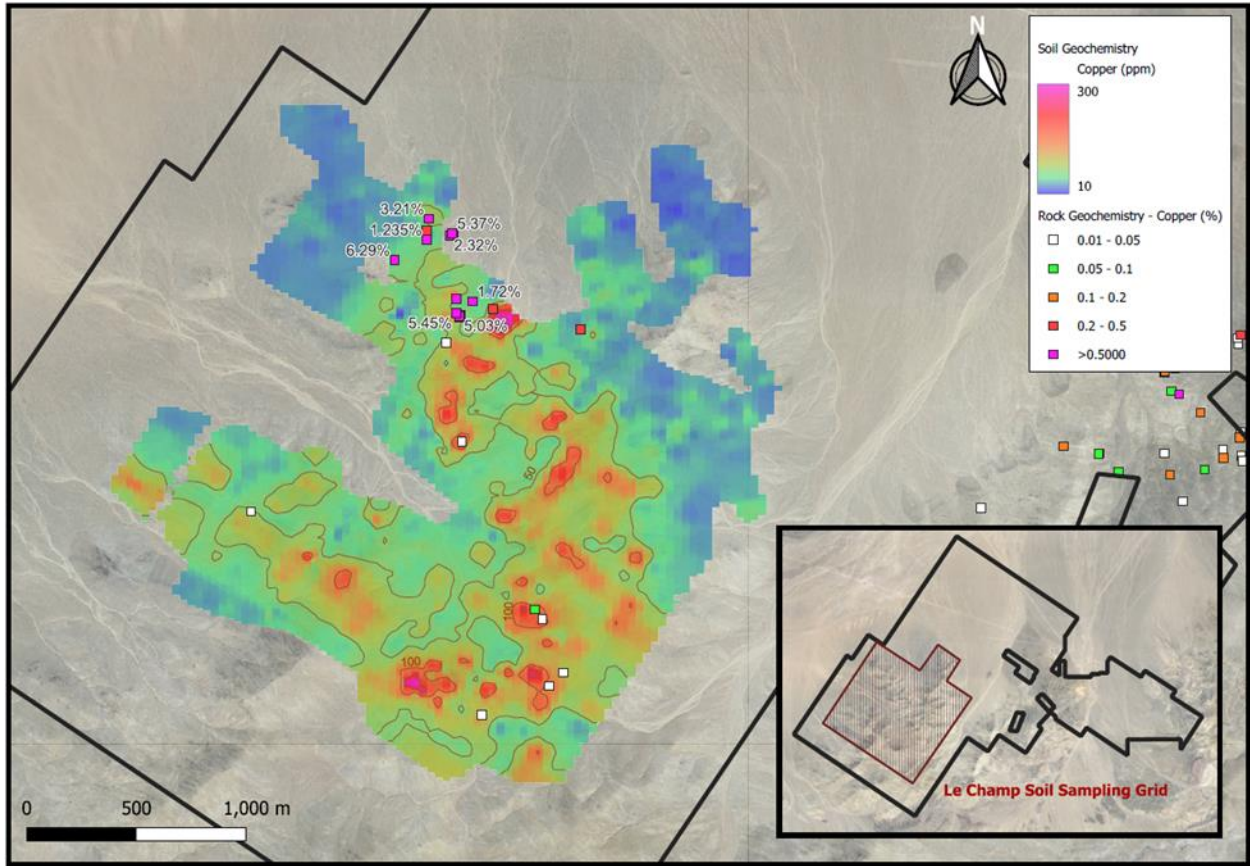 N
Soil Geochemistry
Copper (ppm)
300
10
Rock Geochemistry - Copper (%)
0.01 - 0.05
0.05 - 0.1
0.1 - 0.2
0.2 - 0.5
>0.5000
3.21%
5.37%
1.235%
2.32%
6.29%
1.72%
5.45%
5.03%
100
100
0 500 1,000 m
Le Champ Soil Sampling Grid